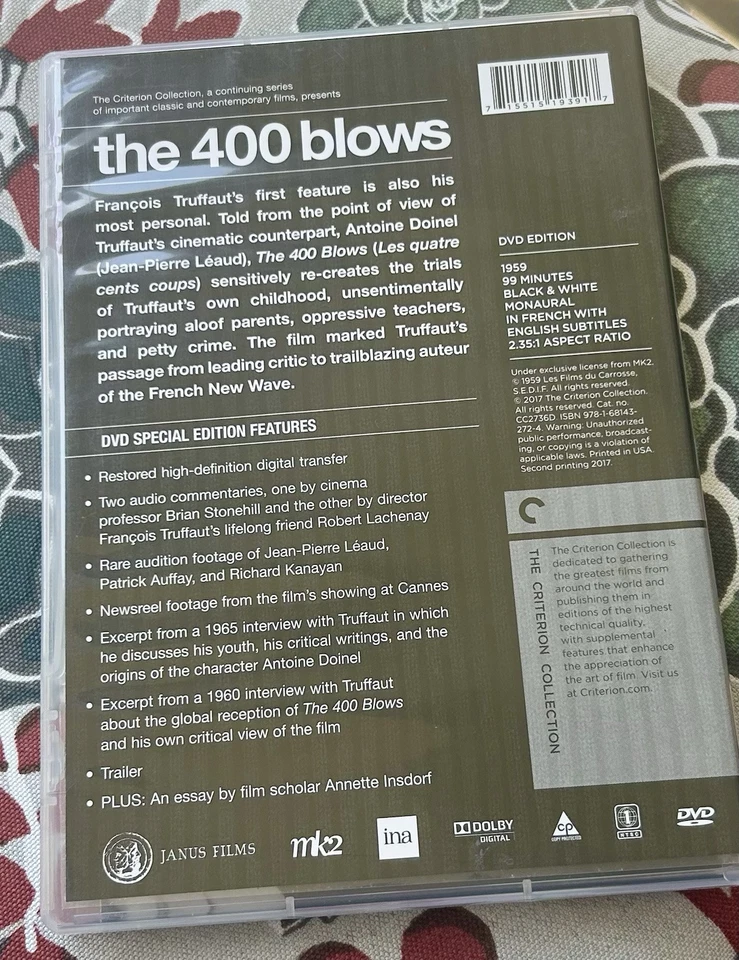 The Criterion Collection, a continuing series
of important classic and contemporary films, presents
the 400 blows
François Truffaut's first feature is also his
most personal. Told from the point of view of
Truffaut's cinematic counterpart, Antoine Doinel
(Jean-Pierre Léaud), The 400 Blows (Les quatre
cents coups) sensitively re-creates the trials
of Truffaut's own childhood, unsentimentally
portraying aloof parents, oppressive teachers,
and petty crime. The film marked Truffaut's
passage from leading critic to trailblazing auteur
of the French New Wave.
DVD SPECIAL EDITION FEATURES
• Restored high-definition digital transfer
• Two audio commentaries, one by cinema
professor Brian Stonehill and the other by director
François Truffaut's lifelong friend Robert Lachenay
• Rare audition footage of Jean-Pierre Léaud,
Patrick Auffay, and Richard Kanayan
• Newsreel footage from the film's showing at Cannes
• Excerpt from a 1965 interview with Truffaut in which
he discusses his youth, his critical writings, and the
origins of the character Antoine Doinel
• Excerpt from a 1960 interview with Truffaut
about the global reception of The 400 Blows
and his own critical view of the film
• Trailer
• PLUS: An essay by film scholar Annette Insdorf
7 15515 19391 7
DVD EDITION
1959
99 MINUTES
BLACK & WHITE
MONAURAL
IN FRENCH WITH
ENGLISH SUBTITLES
2.35:1 ASPECT RATIO
Under exclusive license from MK2.
© 1959 Les Films du Carrosse,
S.E.D.I.F. All rights reserved.
© 2017 The Criterion Collection.
All rights reserved. Cat. no.
CC2736D. ISBN 978-1-68143-
272-4. Warning: Unauthorized
public performance, broadcast-
ing, or copying is a violation of
applicable laws. Printed in USA.
Second printing 2017.
THE CRITERION COLLECTION
The Criterion Collection is
dedicated to gathering
the greatest films from
around the world and
publishing them in
editions of the highest
technical quality,
with supplemental
features that enhance
the appreciation of
the art of film. Visit us
at Criterion.com.
JANUS FILMS
mk2
ina
DOLBY
DIGITAL
CP
COPY PROTECTED
1
NTSC
DVD